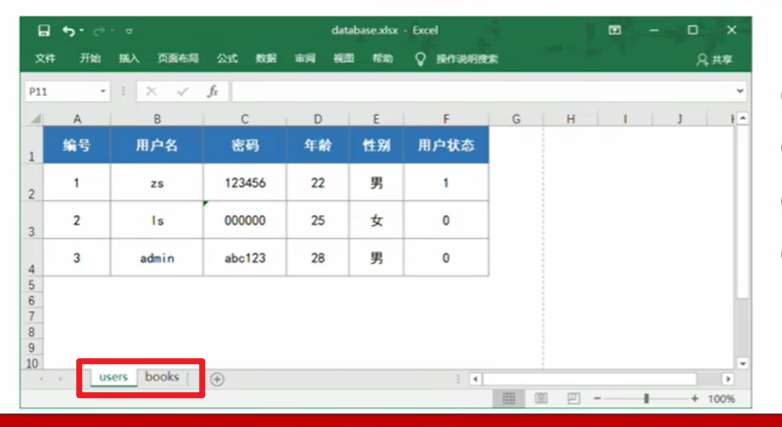 database.xlsx - Excel
文件 开始 插入 页面布局 公式 数据 审阅 视图 帮助 操作说明搜索 共享
P11 fx
A B C D E F G H I J
1 编号 用户名 密码 年龄 性别 用户状态
2 1 zs 123456 22 男 1
3 2 ls 000000 25 女 0
4 3 admin abc123 28 男 0
5
6
7
8
9
10
users books
100%